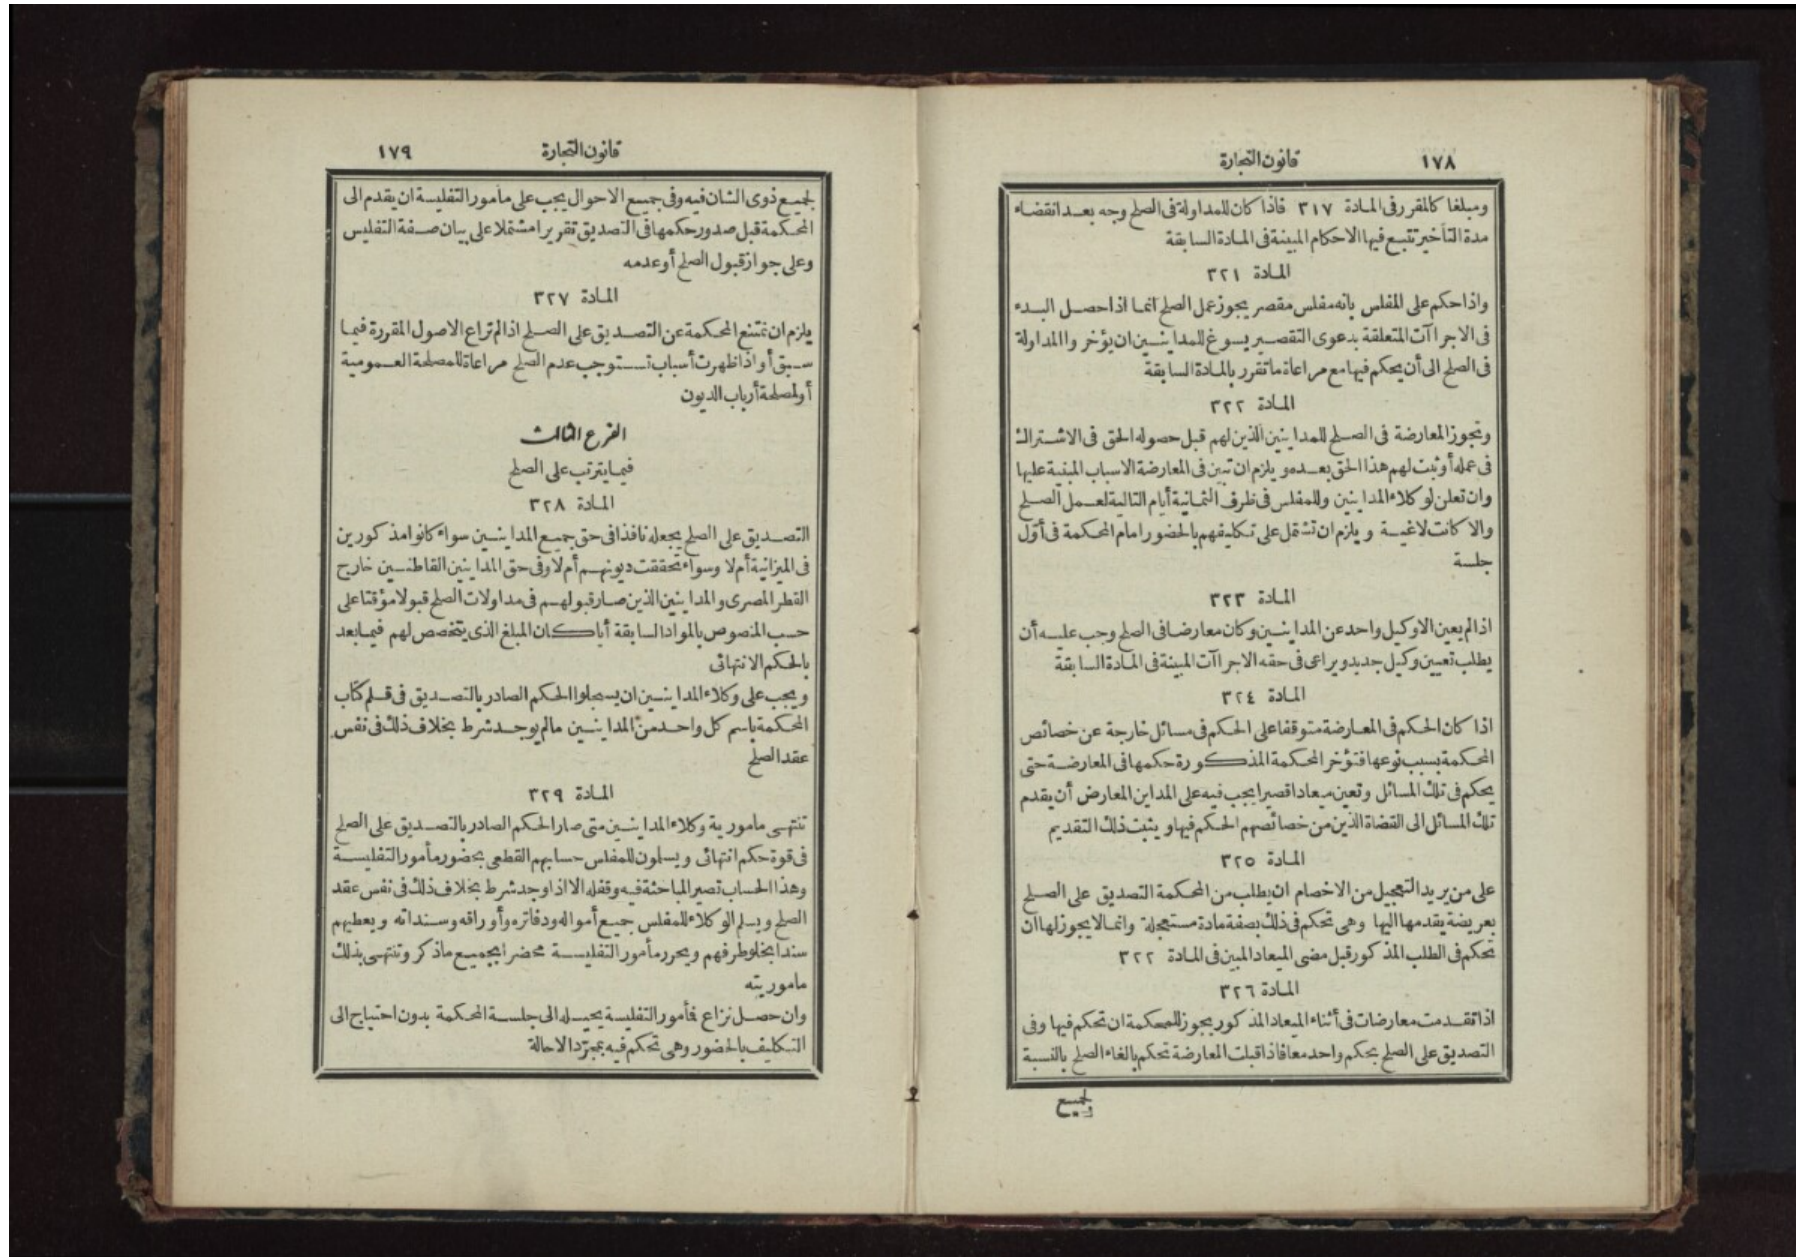 ١٧٨
قانون التجارة
ومبلغا كالمقرر فى المادة ٣١٧ فاذا كان للمداولة فى الصلح وجه بعد انقضاء
مدة التأخير تتبع فيها الاحكام المبينة فى المادة السابقة
المادة ٣٢١
واذا حكم على المفلس بانه مفلس مقصر يجوز عمل الصلح انما اذا حصل البدء
فى الاجراآت المتعلقة بدعوى التقصير يسوغ للمداينين ان يؤخروا المداولة
فى الصلح الى أن يحكم فيها مع مراعاة ما تقرر بالمادة السابقة
المادة ٣٢٢
وتجوز المعارضة فى الصلح للمداينين الذين لهم قبل حصوله الحق فى الاشتراك
فى عمله أو ثبت لهم هذا الحق بعده ويلزم ان تبين فى المعارضة الاسباب المبنية عليها
وان تعلن لوكلاء المداينين وللمفلس فى ظرف الثمانية أيام التالية لعمل الصلح
والا كانت لاغية ويلزم ان تشتمل على تكليفهم بالحضور امام المحكمة فى أول
جلسة
المادة ٣٢٣
اذا لم يعين الا وكيل واحد عن المداينين وكان معارضا فى الصلح وجب عليه أن
يطلب تعيين وكيل جديد ويراعى فى حقه الاجراآت المبينة فى المادة السابقة
المادة ٣٢٤
اذا كان الحكم فى المعارضة متوقفا على الحكم فى مسائل خارجة عن خصائص
المحكمة بسبب نوعها فتؤخر المحكمة المذكورة حكمها فى المعارضة حتى
يحكم فى تلك المسائل وتعين ميعادا قصيرا يجب فيه على المداين المعارض أن يقدم
تلك المسائل الى القضاة الذين من خصائصهم الحكم فيها ويثبت ذلك التقديم
المادة ٣٢٥
على من يريد التعجيل من الاخصام ان يطلب من المحكمة التصديق على الصلح
بعريضة يقدمها اليها وهى تحكم فى ذلك بصفة مادة مستعجلة وانما لا يجوز لها أن
تحكم فى الطلب المذكور قبل مضى الميعاد المبين فى المادة ٣٢٢
المادة ٣٢٦
اذا تقدمت معارضات فى أثناء الميعاد المذكور يجوز للمحكمة ان تحكم فيها وفى
التصديق على الصلح بحكم واحد معا فاذا قبلت المعارضة تحكم بالغاء الصلح بالنسبة
لجميع
قانون التجارة
١٧٩
لجميع ذوى الشان فيه وفى جميع الاحوال يجب على مأمور التفليسة ان يقدم الى
المحكمة قبل صدور حكمها فى التصديق تقريرا مشتملا على بيان صفة التفليس
وعلى جواز قبول الصلح أو عدمه
المادة ٣٢٧
يلزم ان تمتنع المحكمة عن التصديق على الصلح اذا لم تراع الاصول المقررة فيما
سبق أو اذا ظهرت أسباب تستوجب عدم الصلح مراعاة للمصلحة العمومية
أو لمصلحة أرباب الديون
الفرع الثالث
فيما يترتب على الصلح
المادة ٣٢٨
التصديق على الصلح يجعله نافذا فى حق جميع المداينين سواء كانوا مذكورين
فى الميزانية أم لا وسواء تحققت ديونهم أم لا وفى حق المداينين القاطنين خارج
القطر المصرى والمداينين الذين صار قبولهم فى مداولات الصلح قبولا مؤقتا على
حسب المنصوص بالمواد السابقة أيا كان المبلغ الذى يتخصص لهم فيما بعد
بالحكم الانتهائى
ويجب على وكلاء المداينين ان يسجلوا الحكم الصادر بالتصديق فى قلم كتاب
المحكمة باسم كل واحد من المداينين مالم يوجد شرط بخلاف ذلك فى نفس
عقد الصلح
المادة ٣٢٩
تنتهى مامورية وكلاء المداينين متى صار الحكم الصادر بالتصديق على الصلح
فى قوة حكم انتهائى ويسلمون للمفلس حسابهم القطعى بحضور مأمور التفليسة
وهذا الحساب تصير المباحثة فيه وقفله الا اذا وجد شرط بخلاف ذلك فى نفس عقد
الصلح ويسلم الوكلاء للمفلس جميع أمواله ودفاتره وأوراقه وسنداته ويعطيهم
سندا بخلو طرفهم ويحرر مأمور التفليسة محضرا بجميع ماذكر وتنتهى بذلك
ماموريته
وان حصل نزاع فمأمور التفليسة يحيله الى جلسة المحكمة بدون احتياج الى
التكليف بالحضور وهى تحكم فيه بمجرد الاحالة